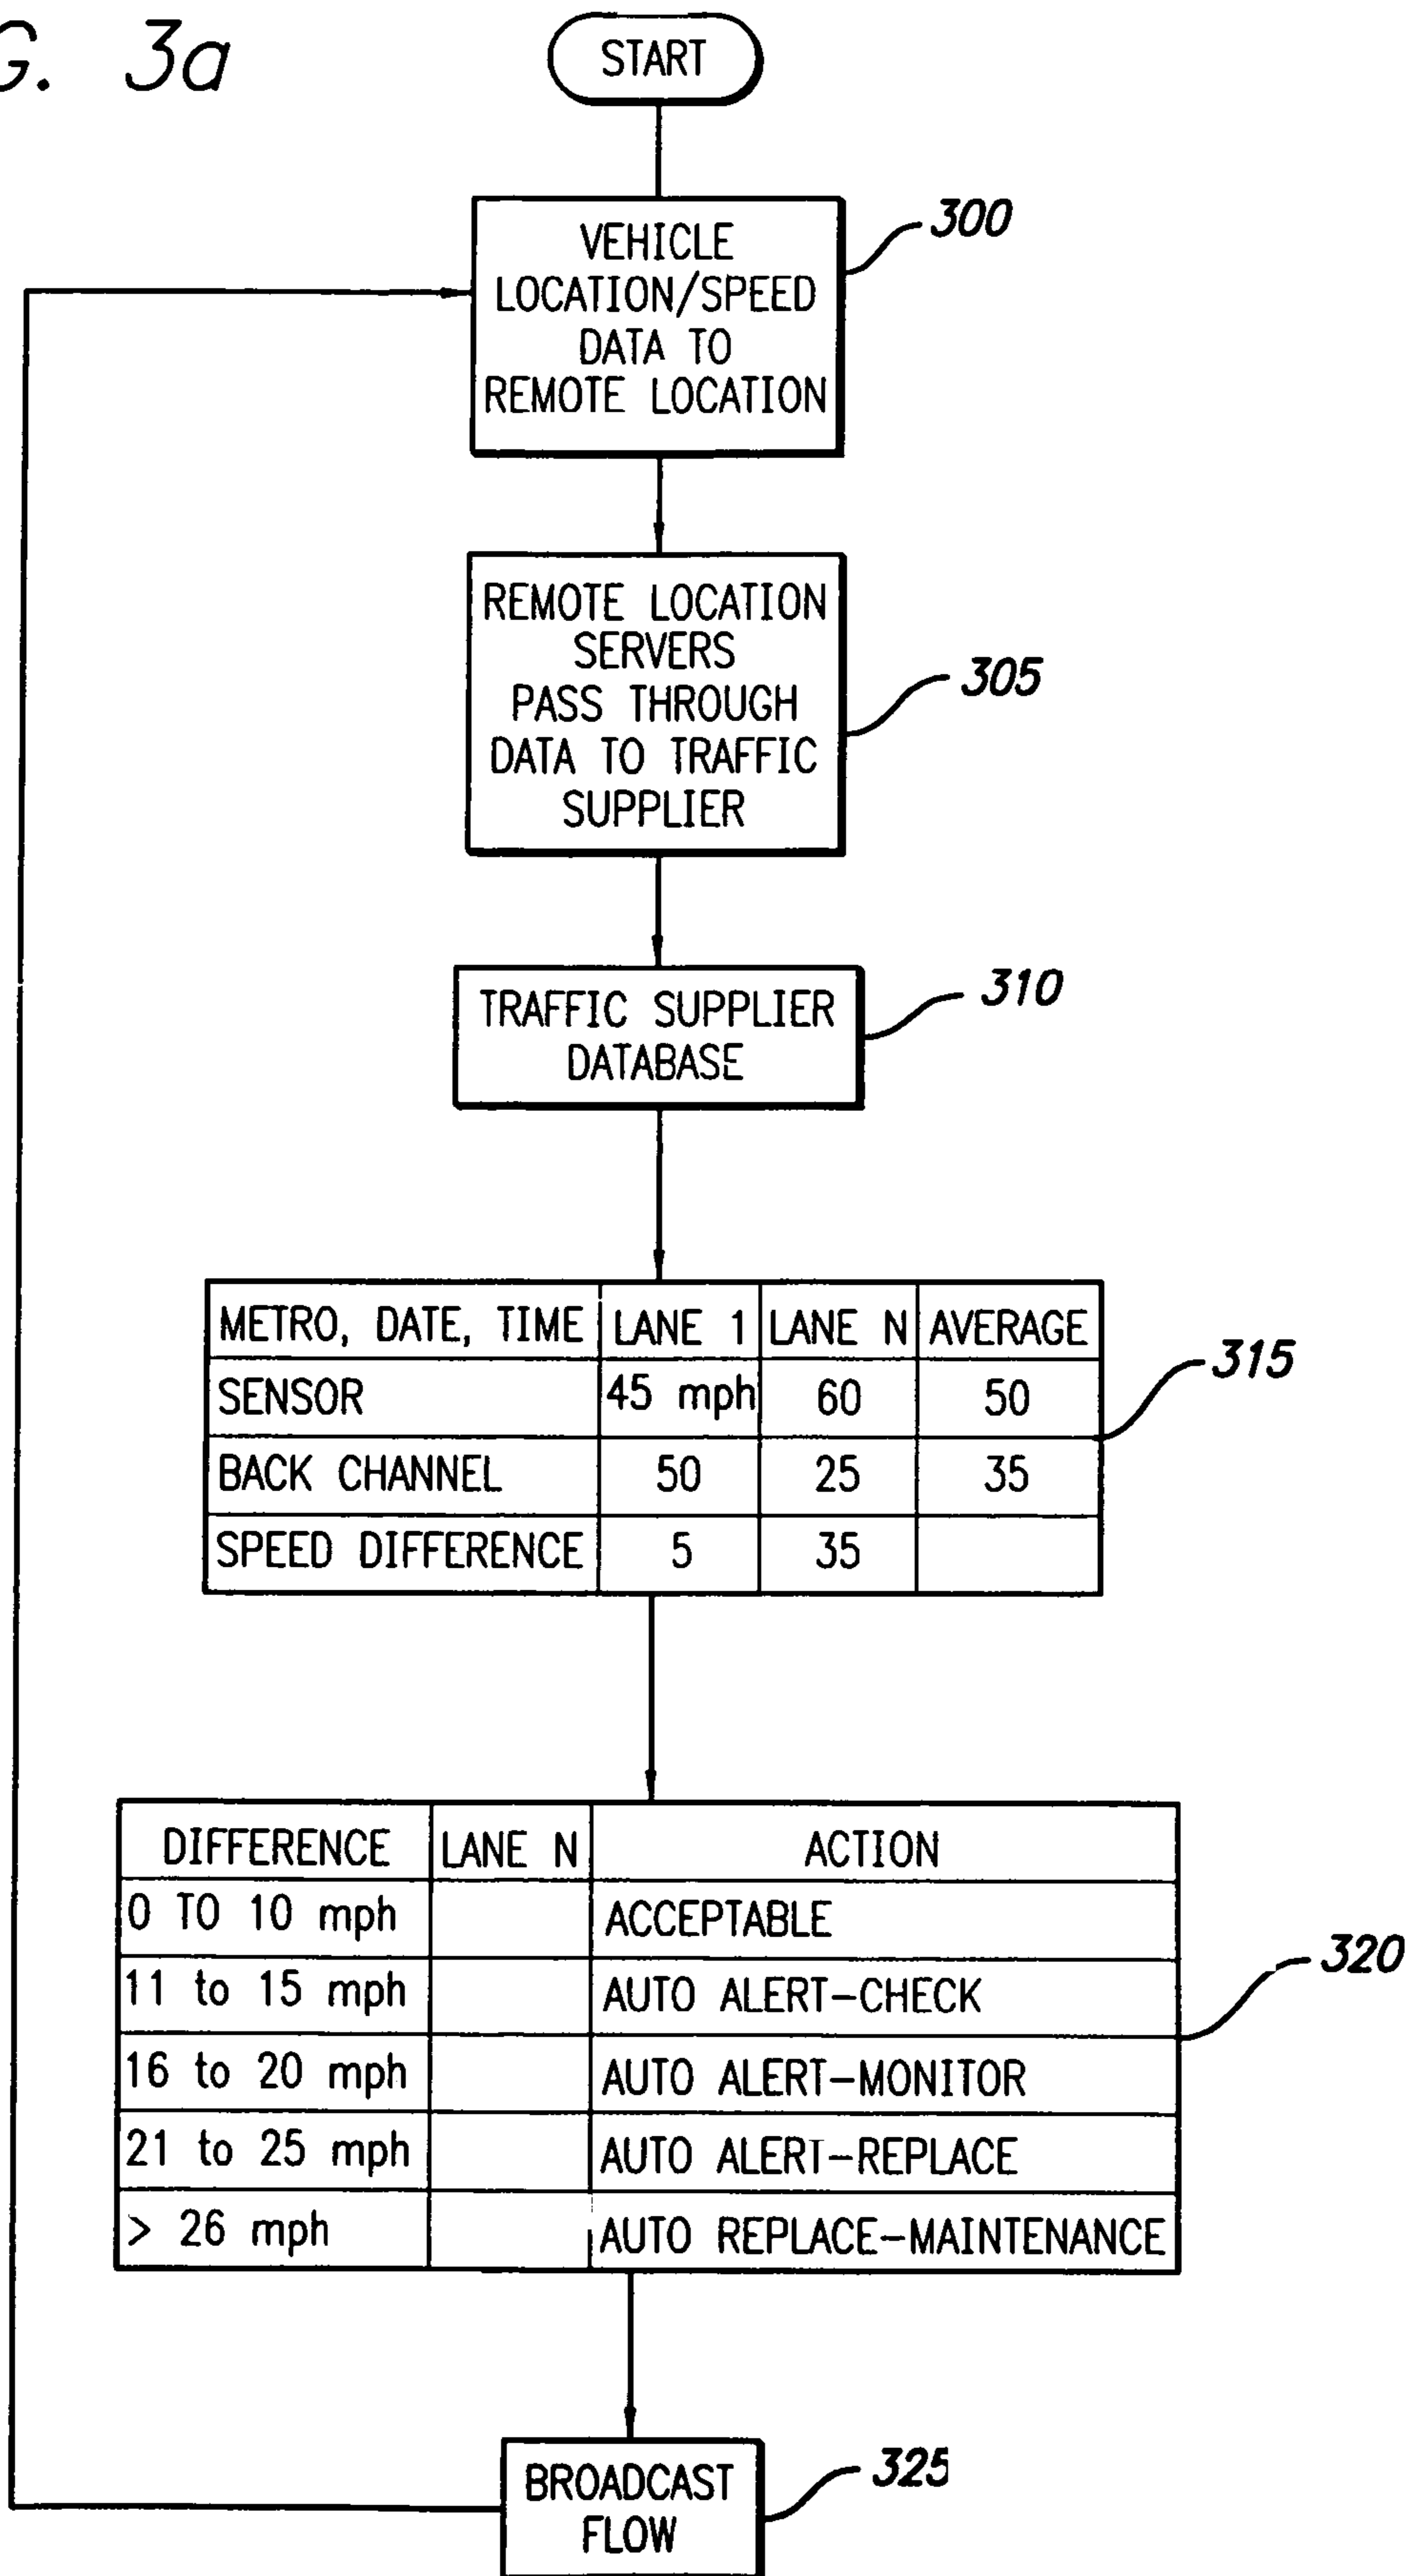 G. 3a
START
VEHICLE
LOCATION/SPEED
DATA TO
REMOTE LOCATION
300
REMOTE LOCATION
SERVERS
PASS THROUGH
DATA TO TRAFFIC
SUPPLIER
305
TRAFFIC SUPPLIER
DATABASE
310
METRO, DATE, TIME LANE 1 LANE N AVERAGE
SENSOR 45 mph 60 50
BACK CHANNEL 50 25 35
SPEED DIFFERENCE 5 35
315
DIFFERENCE LANE N ACTION
0 TO 10 mph ACCEPTABLE
11 to 15 mph AUTO ALERT-CHECK
16 to 20 mph AUTO ALERT-MONITOR
21 to 25 mph AUTO ALERT-REPLACE
> 26 mph AUTO REPLACE-MAINTENANCE
320
BROADCAST
FLOW
325